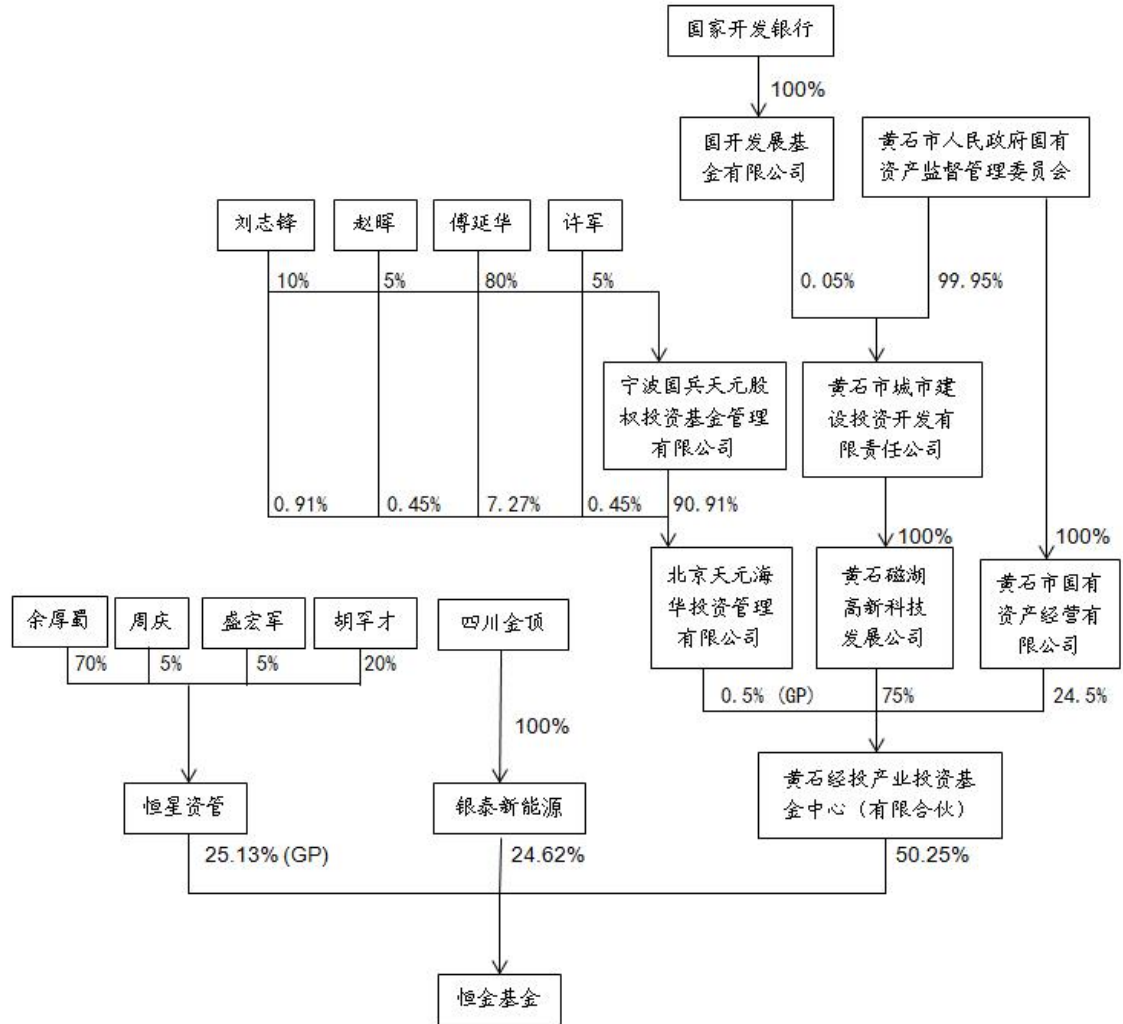 国家开发银行
100%
国开发展基
金有限公司
黄石市人民政府国有
资产监督管理委员会
刘志锋
赵晖
傅延华
许军
10%
5%
80%
5%
0.05%
99.95%
宁波国兵天元股
权投资基金管理
有限公司
黄石市城市建
设投资开发有
限责任公司
0.91%
0.45%
7.27%
0.45%
90.91%
100%
100%
北京天元海
华投资管理
有限公司
黄石磁湖
高新科技
发展公司
黄石市国有
资产经营有
限公司
余厚蜀
周庆
盛宏军
胡罕才
四川金顶
70%
5%
5%
20%
0.5% (GP)
75%
24.5%
100%
恒星资管
银泰新能源
黄石经投产业投资基
金中心（有限合伙）
25.13% (GP)
24.62%
50.25%
恒金基金